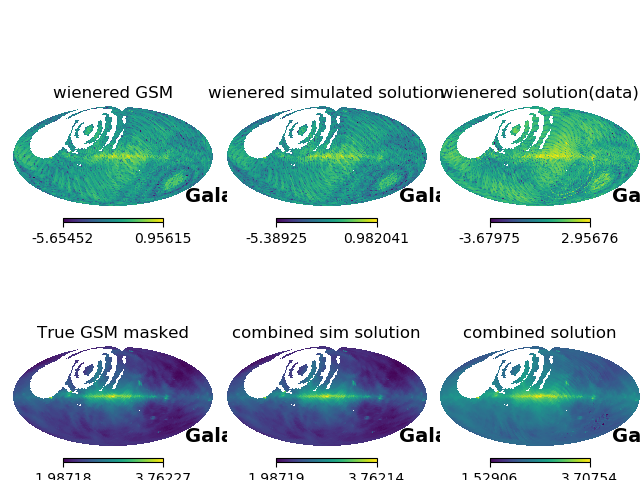 wienered GSM
wienered simulated solution
wienered solution(data)
Gala
Gala
Ga
-5.65452 0.95615
-5.38925 0.982041
-3.67975 2.95676
True GSM masked
combined sim solution
combined solution
Gala
Gala
Ga
1.98718 3.76227
1.98719 3.76214
1.52906 3.70754